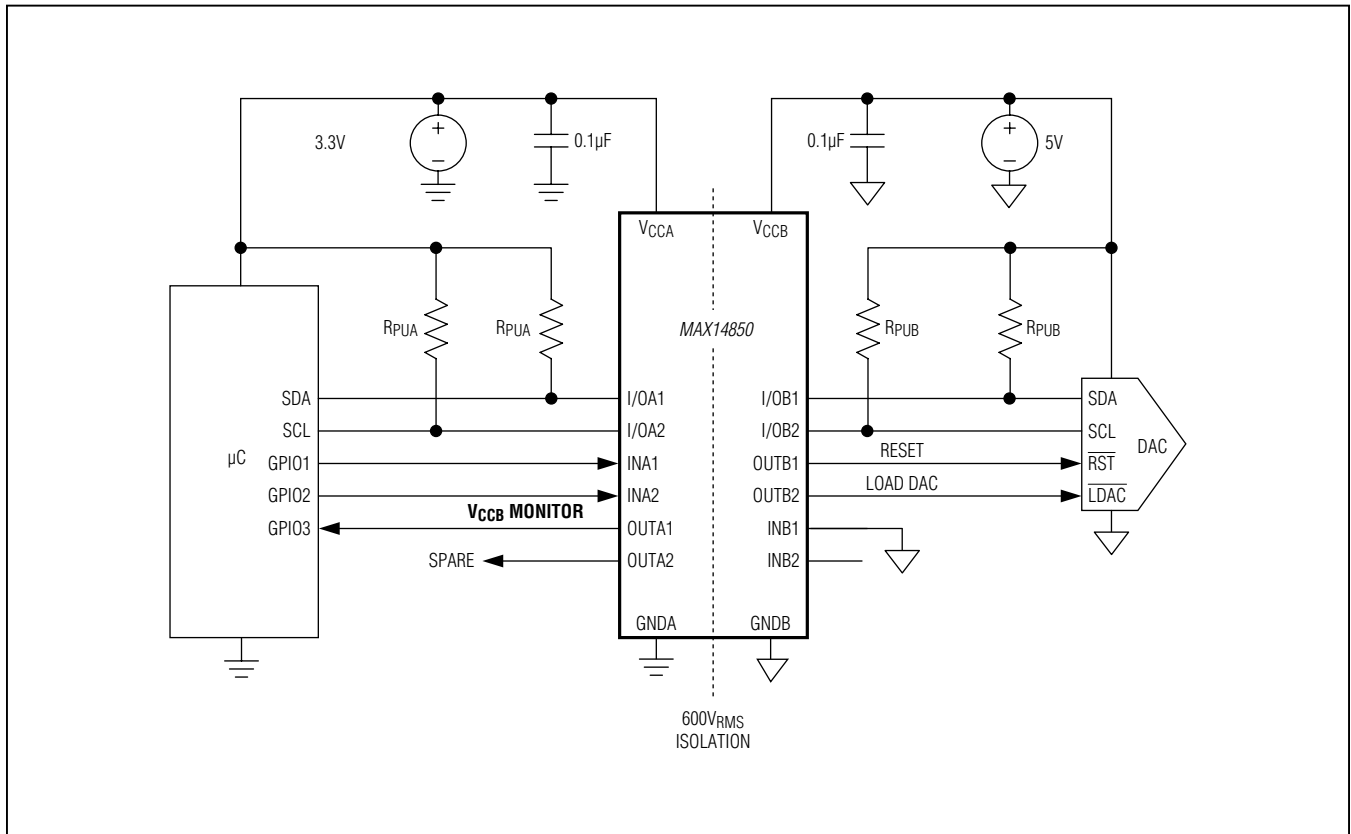 3.3V
0.1µF
0.1µF
5V
VCCA
VCCB
RPUA
RPUA
MAX14850
RPUB
RPUB
SDA
I/OA1
I/OB1
SDA
SCL
I/OA2
I/OB2
SCL
DAC
µC
GPIO1
INA1
OUTB1
RESET
RST
GPIO2
INA2
OUTB2
LOAD DAC
LDAC
GPIO3
VCCB MONITOR
OUTA1
INB1
SPARE
OUTA2
INB2
GNDA
GNDB
600VRMS
ISOLATION